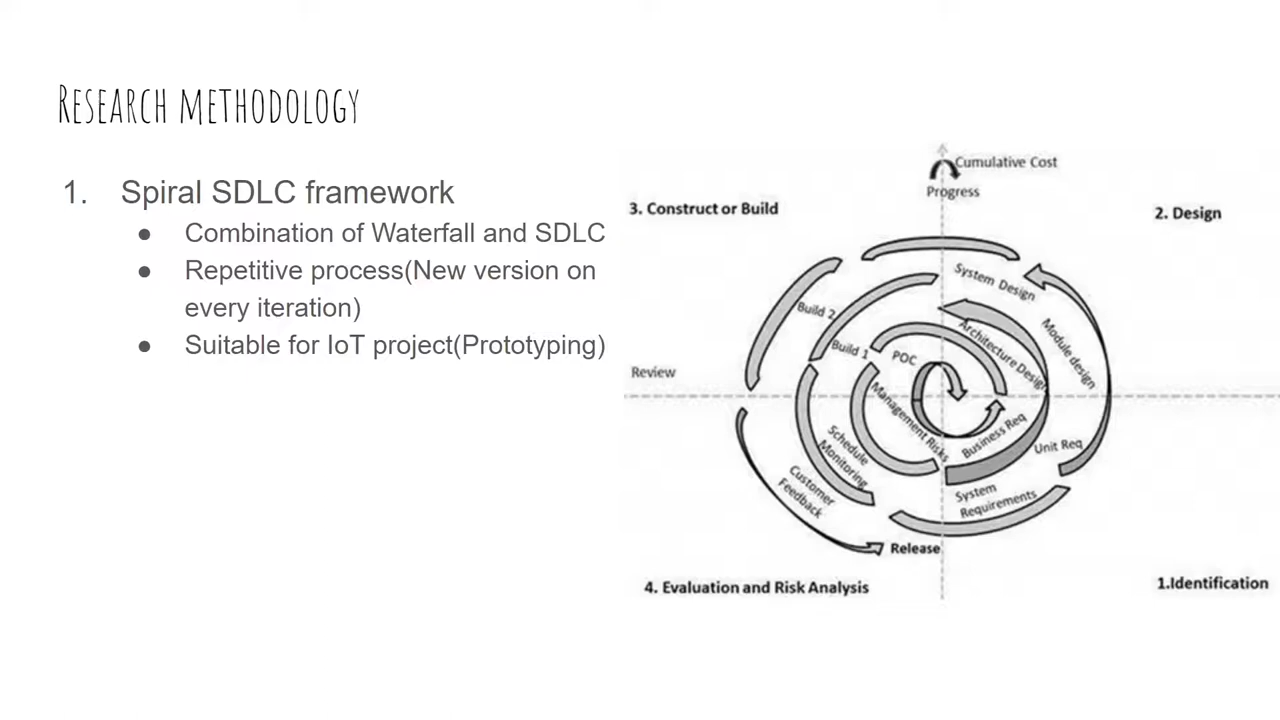 RESEARCH METHODOLOGY
1. Spiral SDLC framework
● Combination of Waterfall and SDLC
● Repetitive process(New version on
every iteration)
● Suitable for IoT project(Prototyping)
Cumulative Cost
Progress
3. Construct or Build
2. Design
System Design
Build 2
Module design
Architecture Design
Build 1
POC
Review
Management Risks
Business Req
Unit Req
Schedule
Monitoring
Customer
Feedback
System
Requirements
Release
4. Evaluation and Risk Analysis
1.Identification